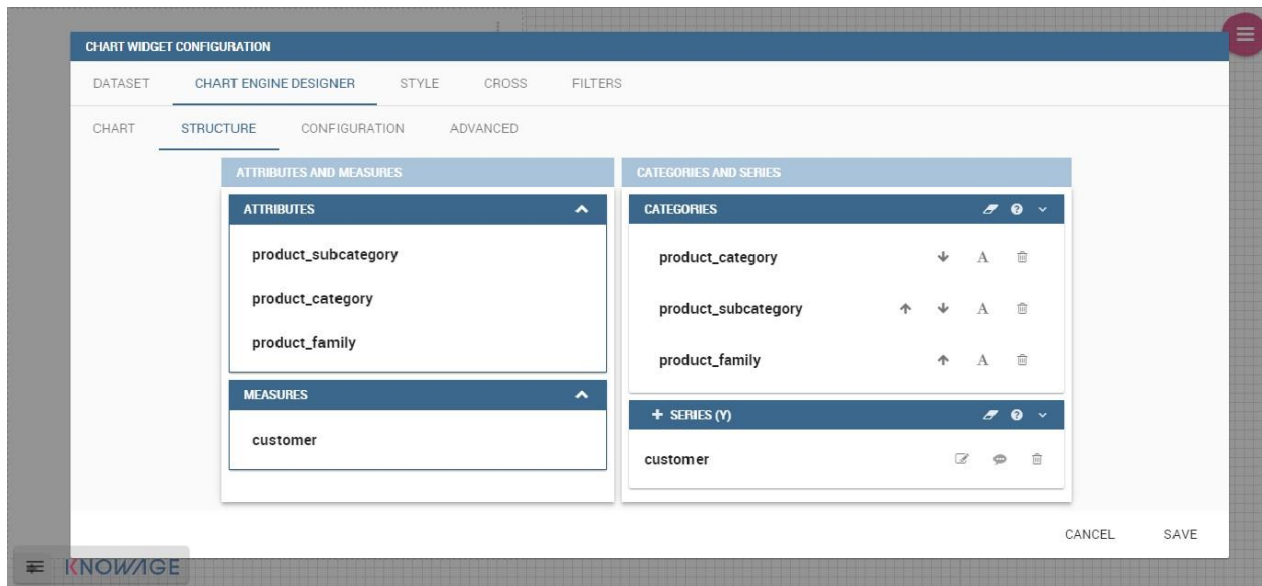 CHART WIDGET CONFIGURATION
DATASET CHART ENGINE DESIGNER STYLE CROSS FILTERS
CHART STRUCTURE CONFIGURATION ADVANCED
ATTRIBUTES AND MEASURES
ATTRIBUTES
product_subcategory
product_category
product_family
MEASURES
customer
CATEGORIES AND SERIES
CATEGORIES
product_category A
product_subcategory A
product_family A
+ SERIES (Y)
customer
CANCEL SAVE
KNOWAGE